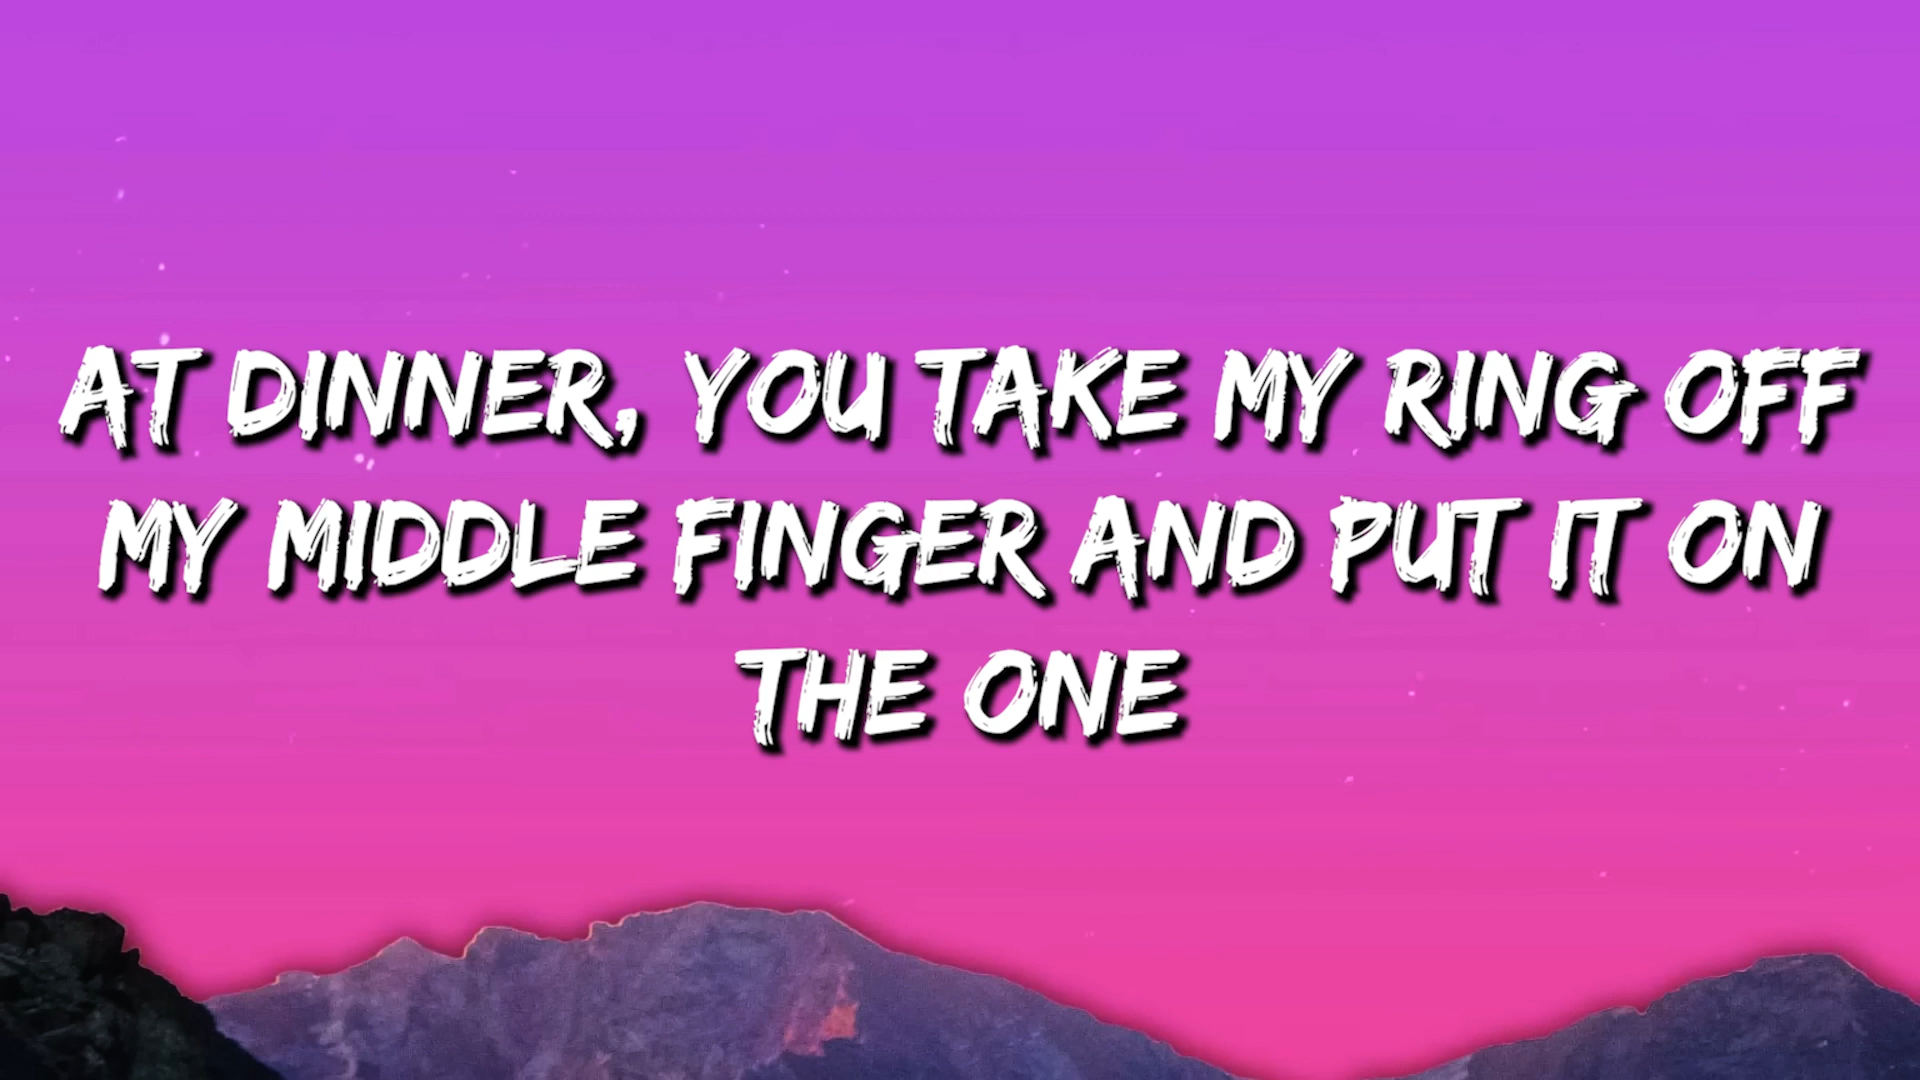 AT DINNER, YOU TAKE MY RING OFF
MY MIDDLE FINGER AND PUT IT ON
THE ONE